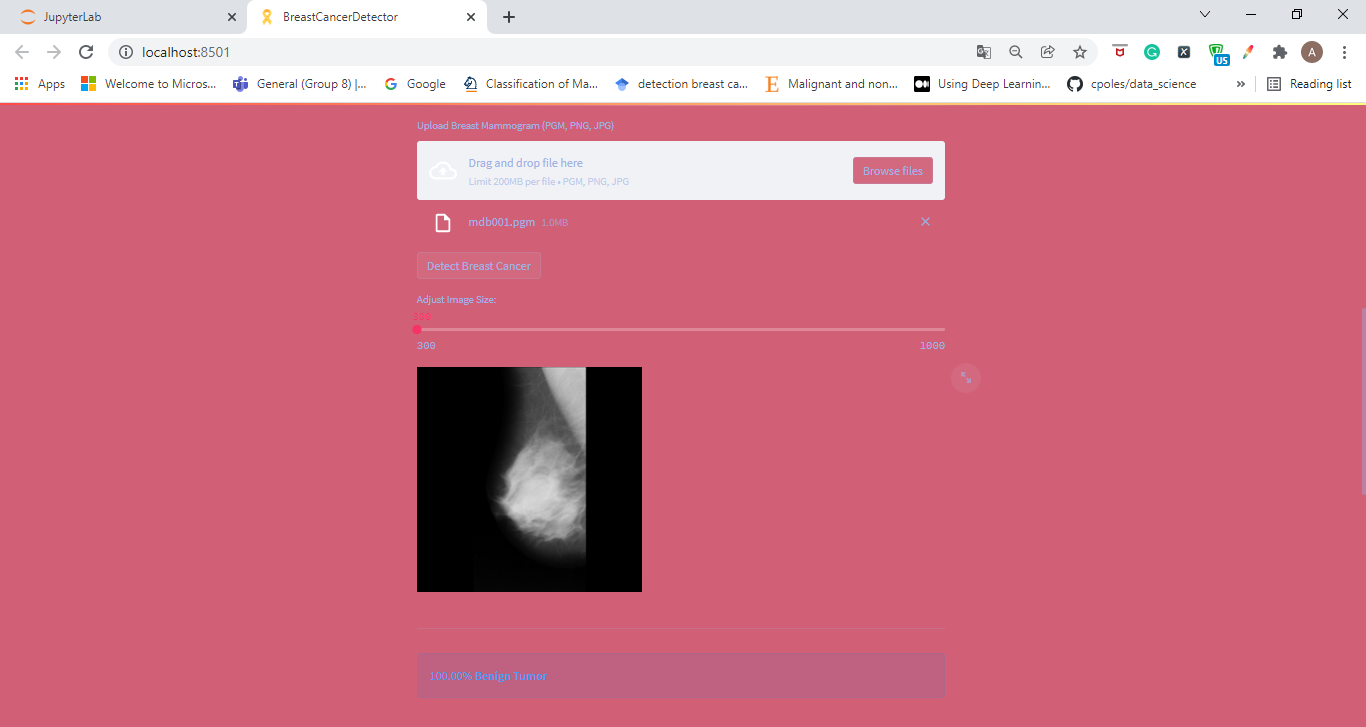 JupyterLab
BreastCancerDetector
localhost:8501
US
A
Apps
Welcome to Micros...
General (Group 8) |...
Google
Classification of Ma...
detection breast ca...
Malignant and non...
Using Deep Learnin...
cpoles/data_science
»
Reading list
Upload Breast Mammogram (PGM, PNG, JPG)
Drag and drop file here
Limit 200MB per file • PGM, PNG, JPG
Browse files
mdb001.pgm 1.0MB
Detect Breast Cancer
Adjust Image Size:
300 1000
100.00% Benign Tumor